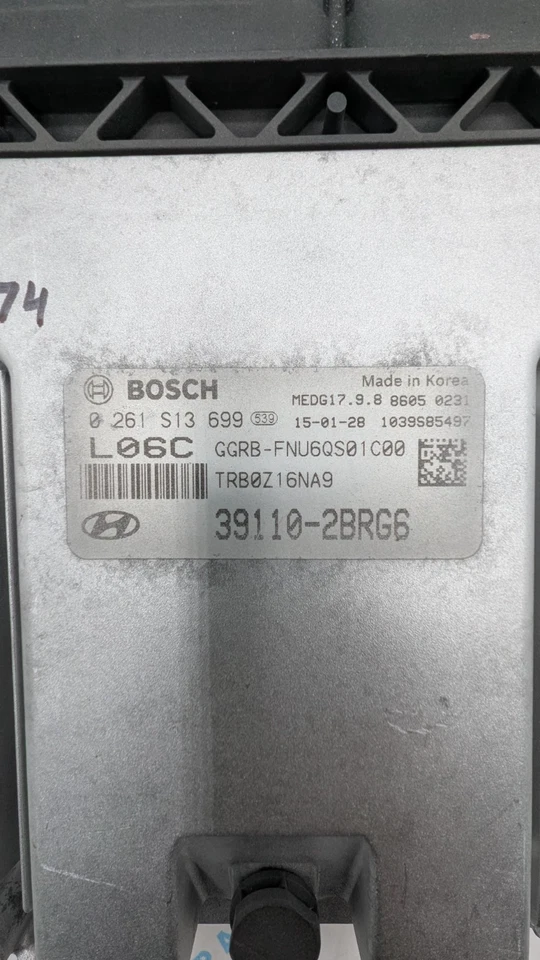 74
BOSCH
Made in Korea
MEDG17.9.8 8605 0231
0 261 S13 699 539 15-01-28 1039S85497
L06C GGRB-FNU6QS01C00
TRB0Z16NA9
39110-2BRG6